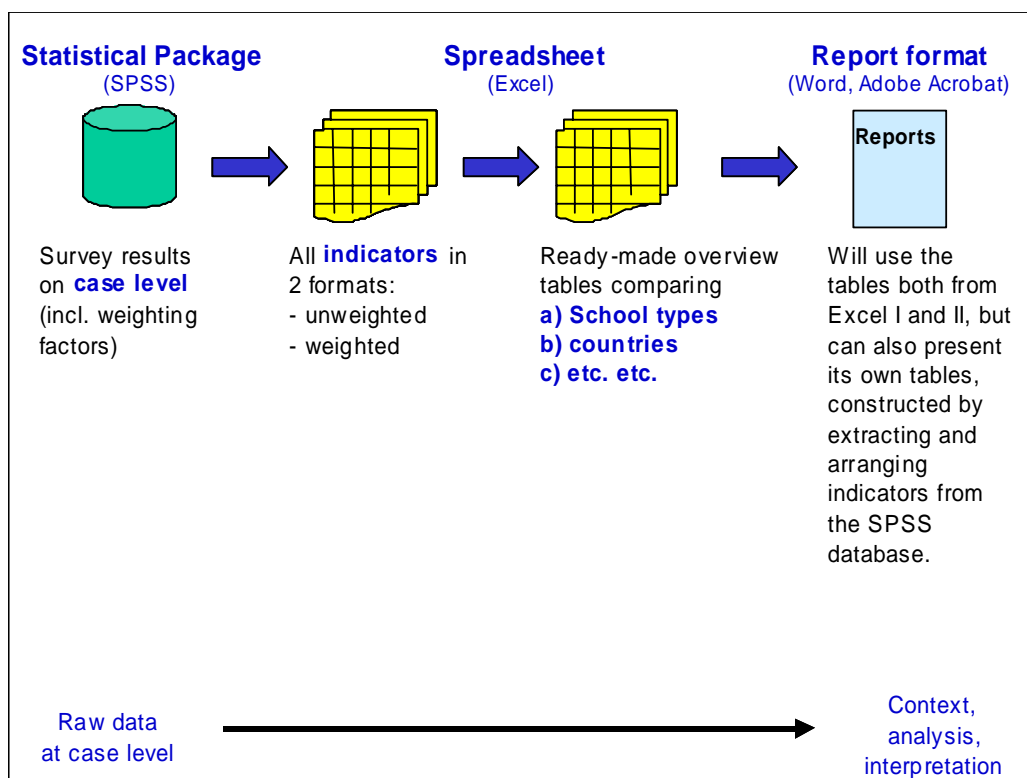 Statistical Package
(SPSS)
Spreadsheet
(Excel)
Report format
(Word, Adobe Acrobat)
Reports
Survey results
on case level
(incl. weighting
factors)
All indicators in
2 formats:
- unweighted
- weighted
Ready-made overview
tables comparing
a) School types
b) countries
c) etc. etc.
Will use the
tables both from
Excel I and II, but
can also present
its own tables,
constructed by
extracting and
arranging
indicators from
the SPSS
database.
Raw data
at case level
Context,
analysis,
interpretation